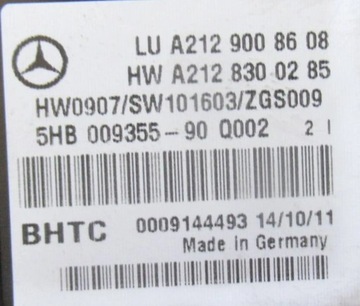 LU A212 900 86 08
HW A212 830 02 85
HW0907/SW101603/ZGS009
5HB 009355-90 Q002 2 I
BHTC 0009144493 14/10/11
Made in Germany